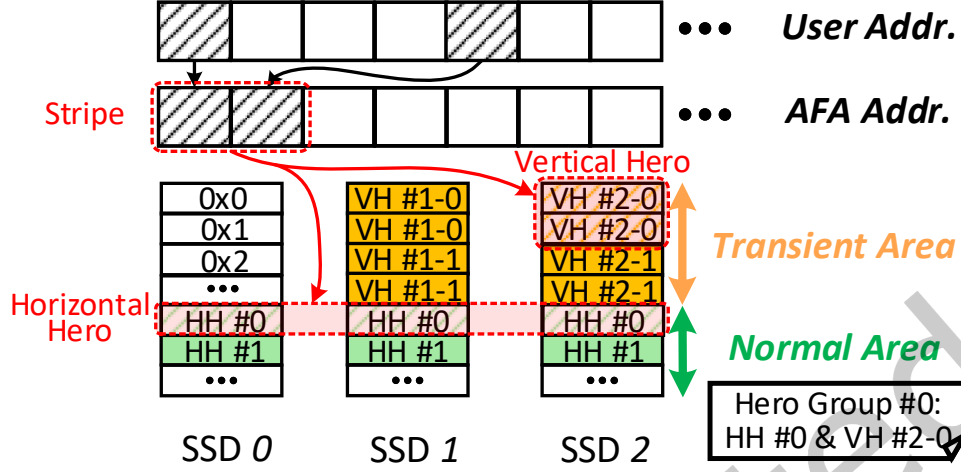 ••• User Addr.
Stripe
••• AFA Addr.
Vertical Hero
0x0 VH #1-0 VH #2-0
0x1 VH #1-0 VH #2-0
0x2 VH #1-1 VH #2-1
••• VH #1-1 VH #2-1
Transient Area
Horizontal
Hero
HH #0 HH #0 HH #0
HH #1 HH #1 HH #1
••• ••• •••
Normal Area
SSD 0 SSD 1 SSD 2
Hero Group #0:
HH #0 & VH #2-0